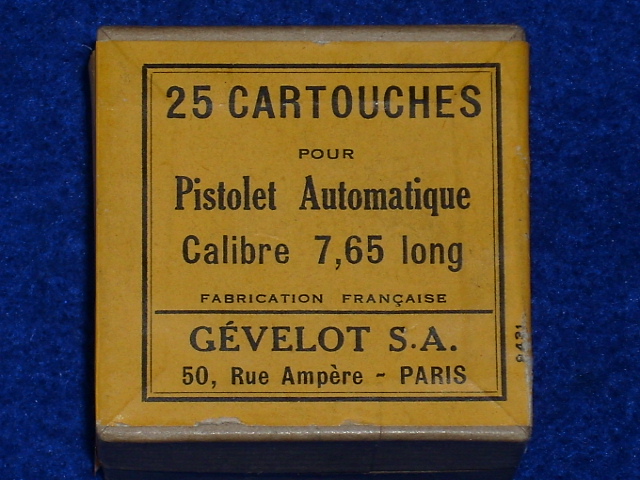 25 CARTOUCHES
POUR
Pistolet Automatique
Calibre 7,65 long
FABRICATION FRANÇAISE
GÉVELOT S.A.
50, Rue Ampère - PARIS